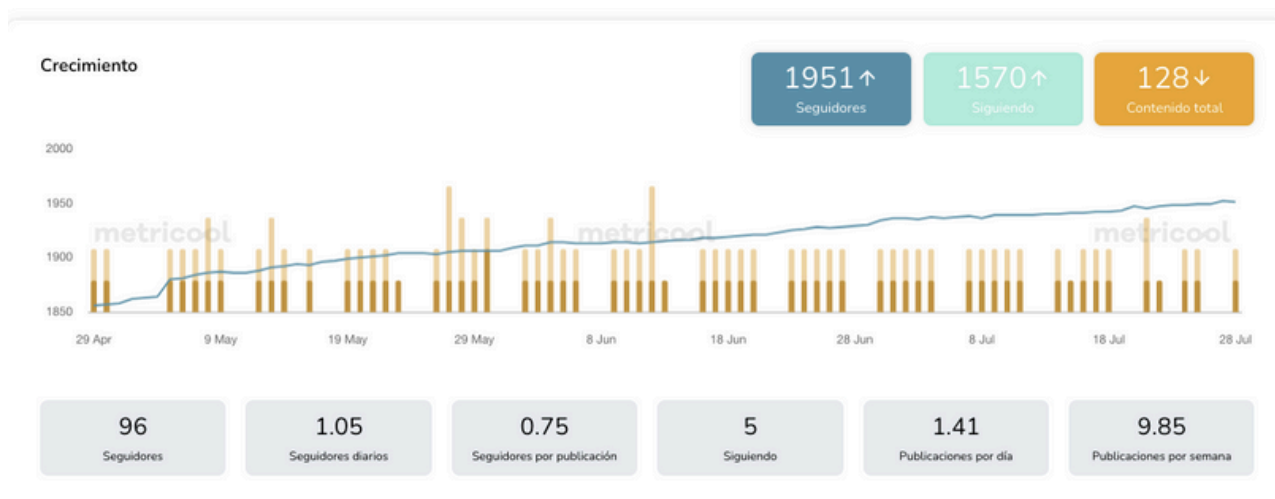 Crecimiento
1951↑
Seguidores
1570↑
Siguiendo
128↓
Contenido total
2000
1950
1900
1850
metricool
metricool
metricool
29 Apr
9 May
19 May
29 May
8 Jun
18 Jun
28 Jun
8 Jul
18 Jul
28 Jul
96
Seguidores
1.05
Seguidores diarios
0.75
Seguidores por publicación
5
Siguiendo
1.41
Publicaciones por día
9.85
Publicaciones por semana